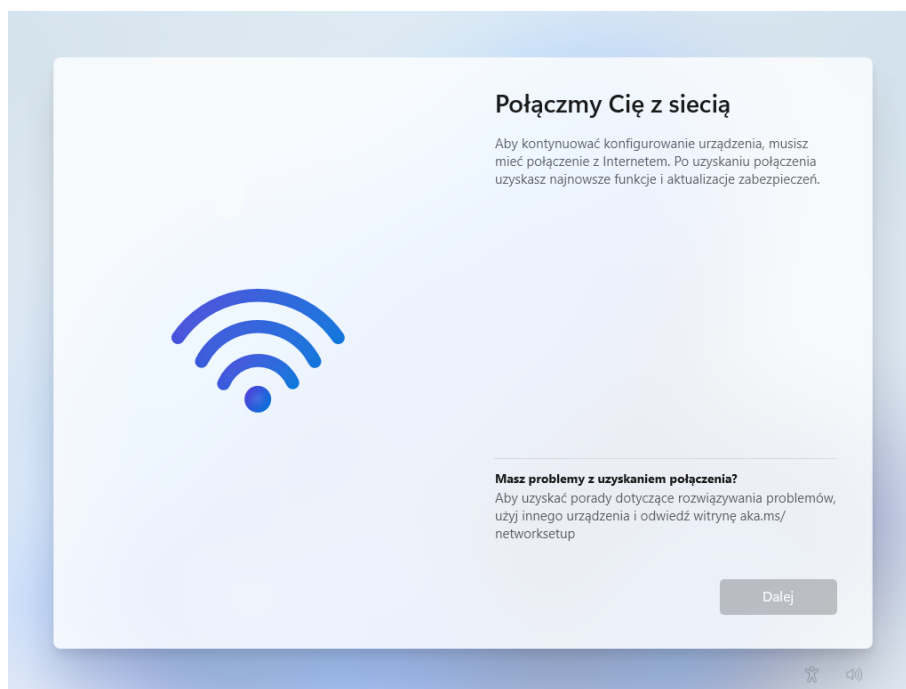 Połączmy Cię z siecią
Aby kontynuować konfigurowanie urządzenia, musisz
mieć połączenie z Internetem. Po uzyskaniu połączenia
uzyskasz najnowsze funkcje i aktualizacje zabezpieczeń.
Masz problemy z uzyskaniem połączenia?
Aby uzyskać porady dotyczące rozwiązywania problemów,
użyj innego urządzenia i odwiedź witrynę aka.ms/
networksetup
Dalej